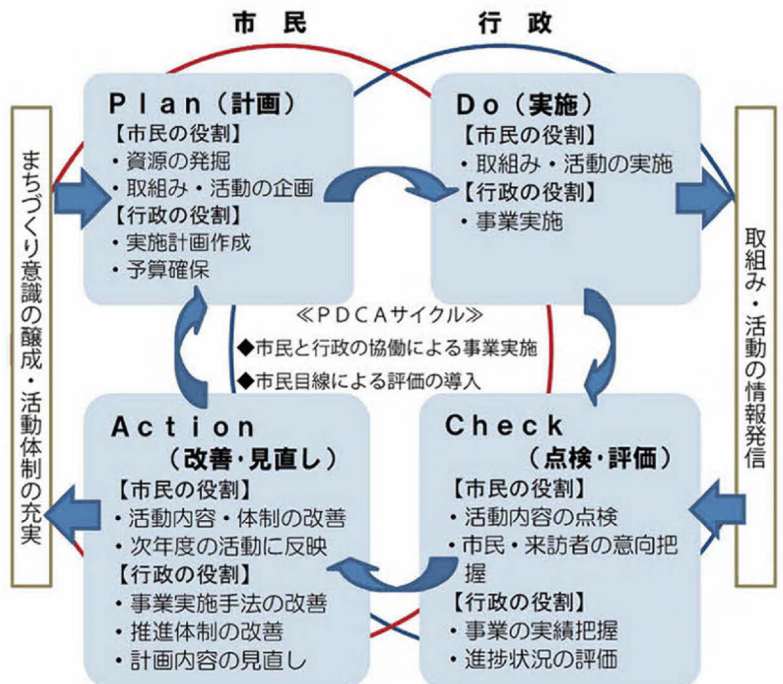 市民
行政
Plan(計画)
【市民の役割】
・資源の発掘
・取組み・活動の企画
【行政の役割】
・実施計画作成
・予算確保
Do(実施)
【市民の役割】
・取組み・活動の実施
【行政の役割】
・事業実施
まちづくり意識の醸成・活動体制の充実
取組み・活動の情報発信
≪PDCAサイクル≫
◆市民と行政の協働による事業実施
◆市民目線による評価の導入
Action
(改善・見直し)
【市民の役割】
・活動内容・体制の改善
・次年度の活動に反映
【行政の役割】
・事業実施手法の改善
・推進体制の改善
・計画内容の見直し
Check
(点検・評価)
【市民の役割】
・活動内容の点検
・市民・来訪者の意向把
握
【行政の役割】
・事業の実績把握
・進捗状況の評価